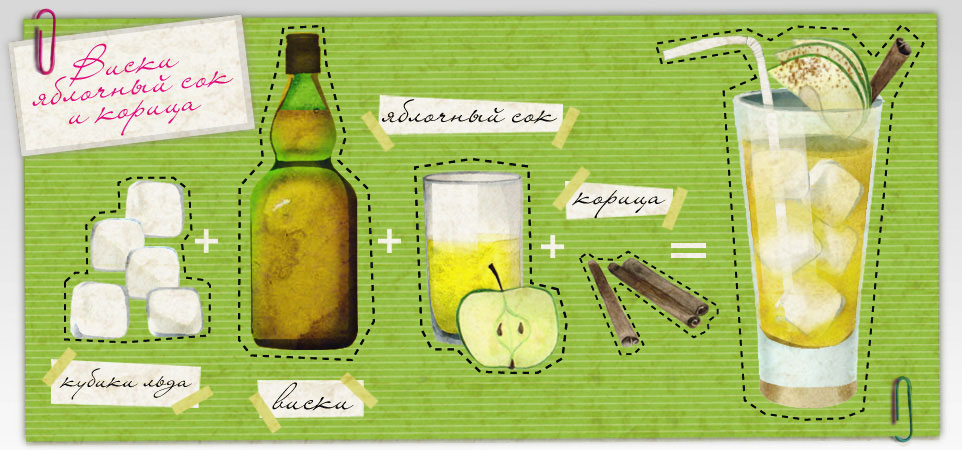 Виски
яблочный сок
и корица
яблочный сок
корица
+
+
+
=
кубики льда
виски